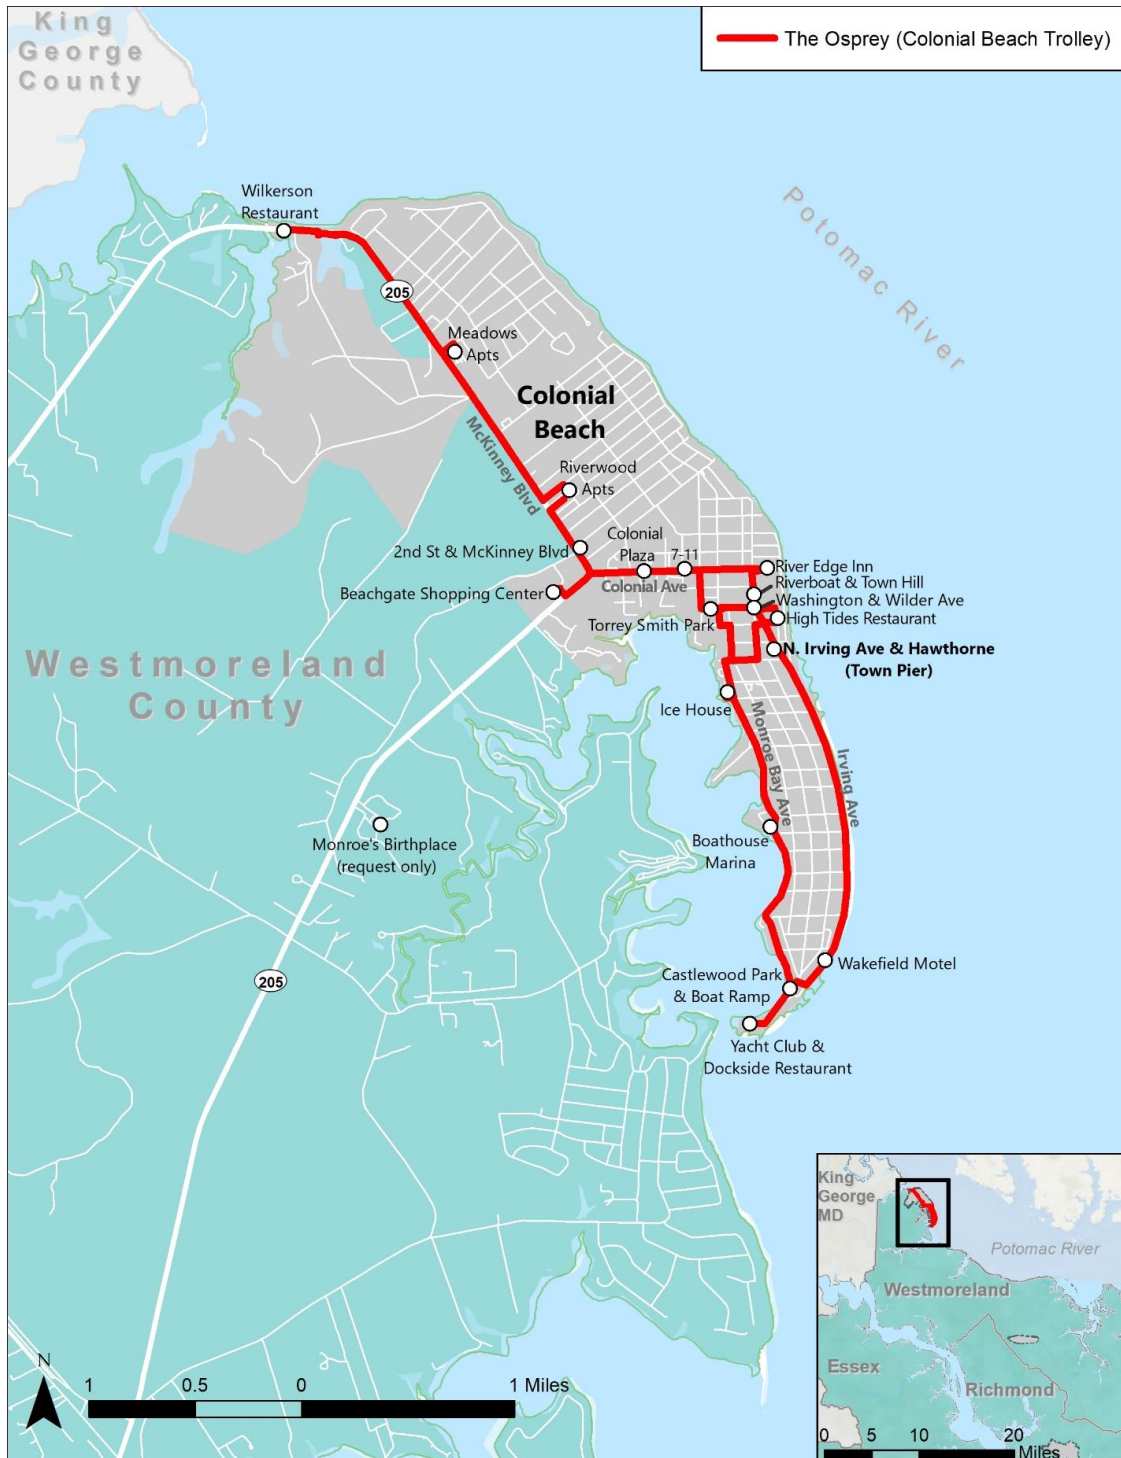 King
George
County
The Osprey (Colonial Beach Trolley)
Potomac River
Wilkerson
Restaurant
205
Meadows
Apts
Colonial
Beach
McKinney Blvd
Riverwood
Apts
2nd St & McKinney Blvd
Colonial
Plaza
7-11
Colonial Ave
Beachgate Shopping Center
River Edge Inn
Riverboat & Town Hill
Washington & Wilder Ave
High Tides Restaurant
Torrey Smith Park
N. Irving Ave & Hawthorne
(Town Pier)
Westmoreland
County
Ice House
Monroe Bay Ave
Irving Ave
Monroe's Birthplace
(request only)
Boathouse
Marina
205
Castlewood Park
& Boat Ramp
Wakefield Motel
Yacht Club &
Dockside Restaurant
N
1 0.5 0 1 Miles
King
George
MD
Potomac River
Westmoreland
Essex
Richmond
0 5 10 20
Miles